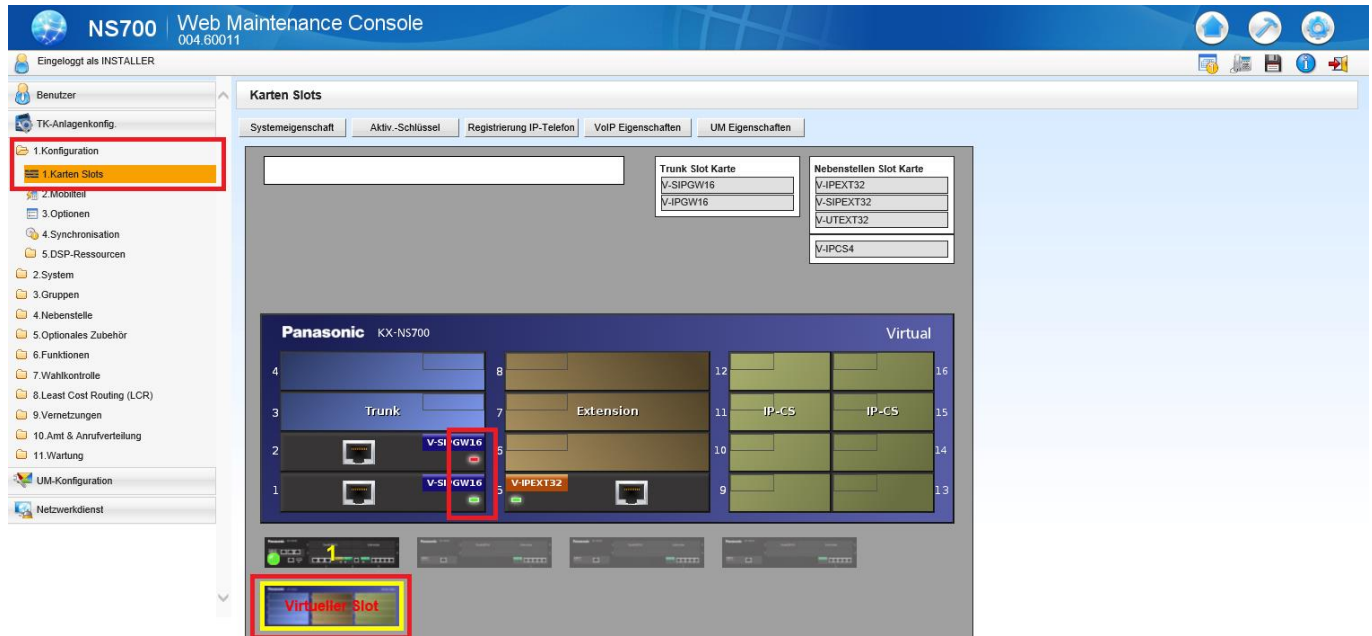 NS700
Web Maintenance Console
004.60011
Eingeloggt als INSTALLER
Benutzer
TK-Anlagenkonfig.
1.Konfiguration
1.Karten Slots
2.Mobilteil
3.Optionen
4.Synchronisation
5.DSP-Ressourcen
2.System
3.Gruppen
4.Nebenstelle
5.Optionales Zubehör
6.Funktionen
7.Wahlkontrolle
8.Least Cost Routing (LCR)
9.Vernetzungen
10.Amt & Anrufverteilung
11.Wartung
UM-Konfiguration
Netzwerkdienst
Karten Slots
Systemeigenschaft Aktiv.-Schlüssel Registrierung IP-Telefon VoIP Eigenschaften UM Eigenschaften
Trunk Slot Karte
V-SIPGW16
V-IPGW16
Nebenstellen Slot Karte
V-IPEXT32
V-SIPEXT32
V-UTEXT32
V-IPCS4
Panasonic KX-NS700 Virtual
4 8 12 16
3 Trunk 7 Extension 11 IP-CS IP-CS 15
2 V-SIPGW16 6 10 14
1 V-SIPGW16 5 V-IPEXT32 9 13
1
Virtueller Slot